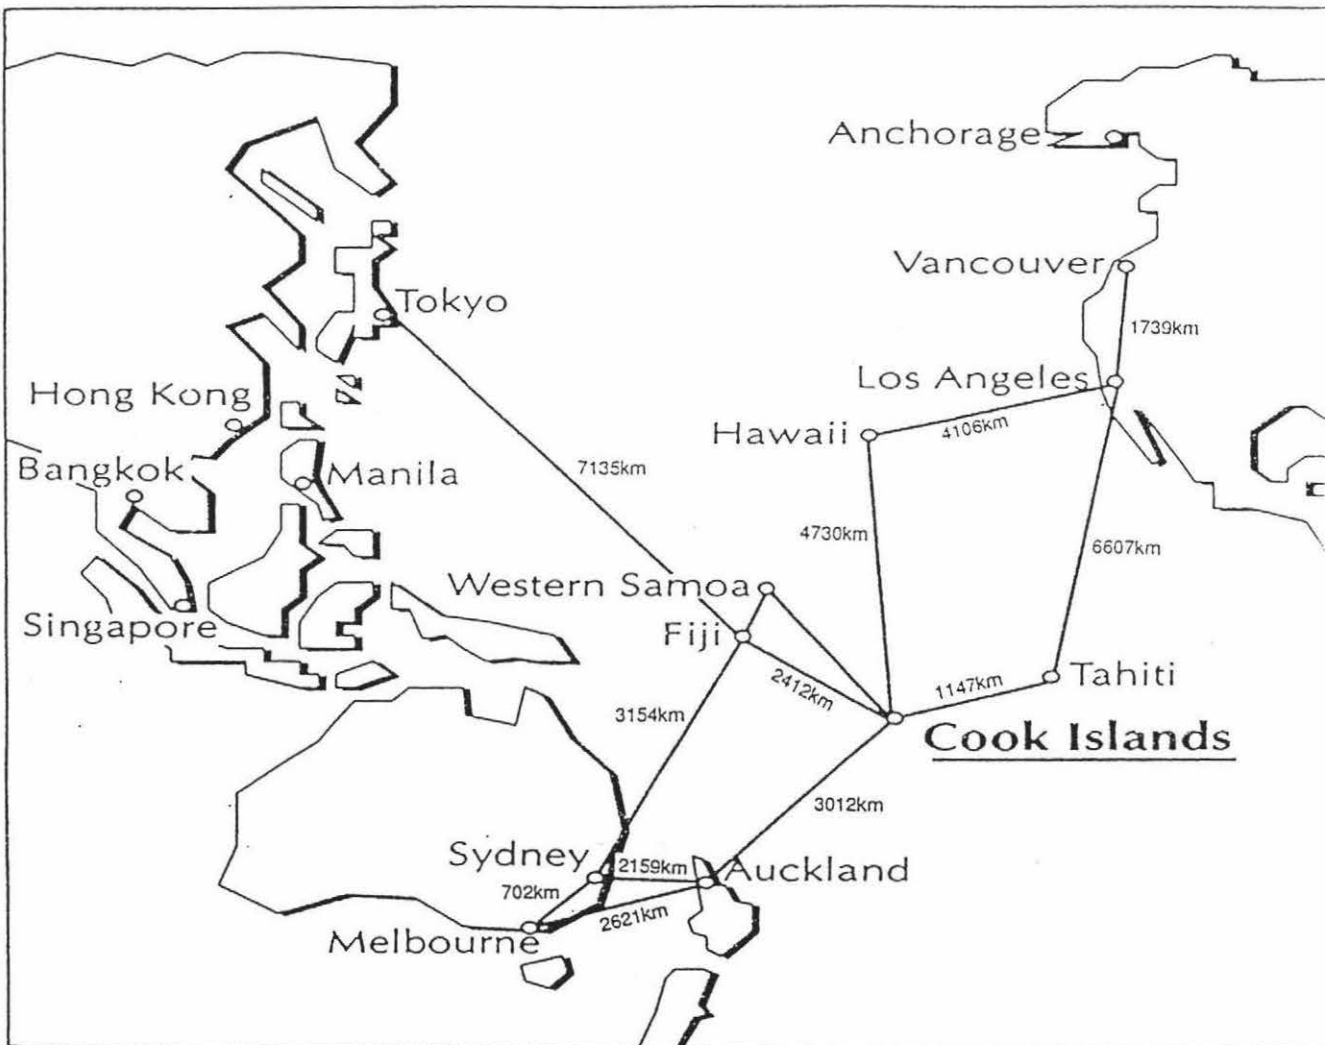 Anchorage
Vancouver
Tokyo
1739km
Los Angeles
Hong Kong
4106km
Hawaii
Bangkok
Manila
7135km
4730km
6607km
Western Samoa
Singapore
Fiji
2412km
1147km
Tahiti
3154km
Cook Islands
3012km
Sydney
2159km
Auckland
702km
2621km
Melbourne